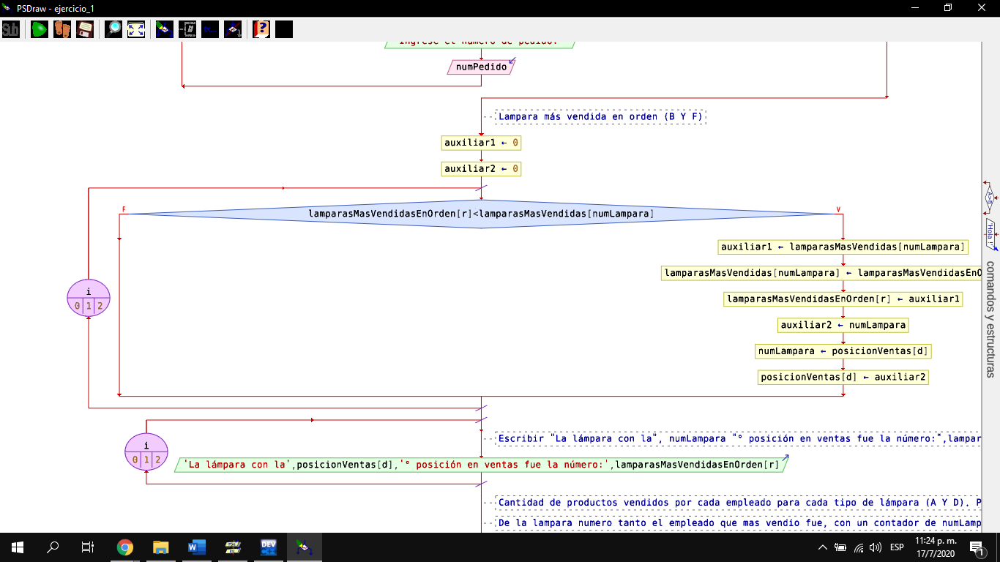 PSDraw - ejercicio_1
Sub
'Ingrese el número de pedido:'
numPedido
Lampara más vendida en orden (B Y F)
auxiliar1 ← 0
auxiliar2 ← 0
F
lamparasMasVendidasEnOrden[r]<lamparasMasVendidas[numLampara]
V
auxiliar1 ← lamparasMasVendidas[numLampara]
lamparasMasVendidas[numLampara] ← lamparasMasVendidasEnO
lamparasMasVendidasEnOrden[r] ← auxiliar1
auxiliar2 ← numLampara
numLampara ← posicionVentas[d]
posicionVentas[d] ← auxiliar2
i
0 1 2
A>B
'Hola !'
comandos y estructuras
Escribir "La lámpara con la", numLampara "° posición en ventas fue la número:",lampar
i
0 1 2
'La lámpara con la',posicionVentas[d],'° posición en ventas fue la número:',lamparasMasVendidasEnOrden[r]
Cantidad de productos vendidos por cada empleado para cada tipo de lámpara (A Y D). P
De la lampara numero tanto el empleado que mas vendio fue, con un contador de numLamp
DEV
ESP
11:24 p. m.
17/7/2020
1